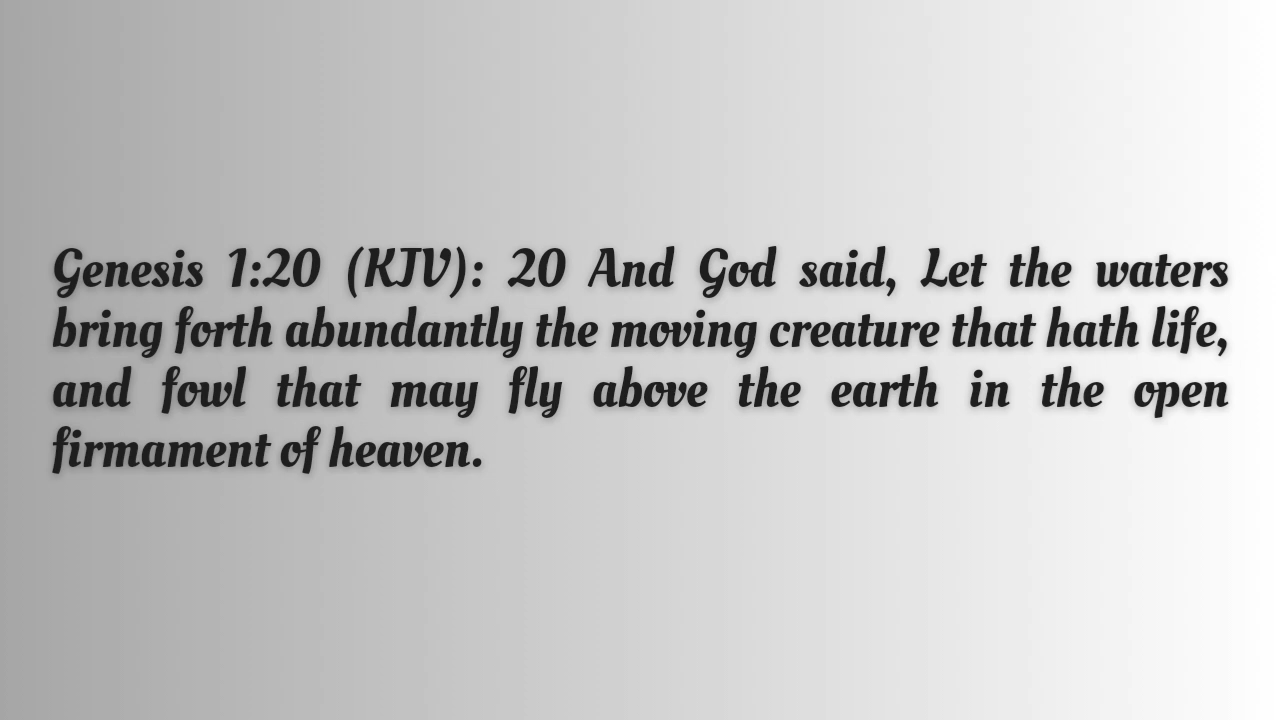 Genesis 1:20 (KJV): 20 And God said, Let the waters
bring forth abundantly the moving creature that hath life,
and fowl that may fly above the earth in the open
firmament of heaven.